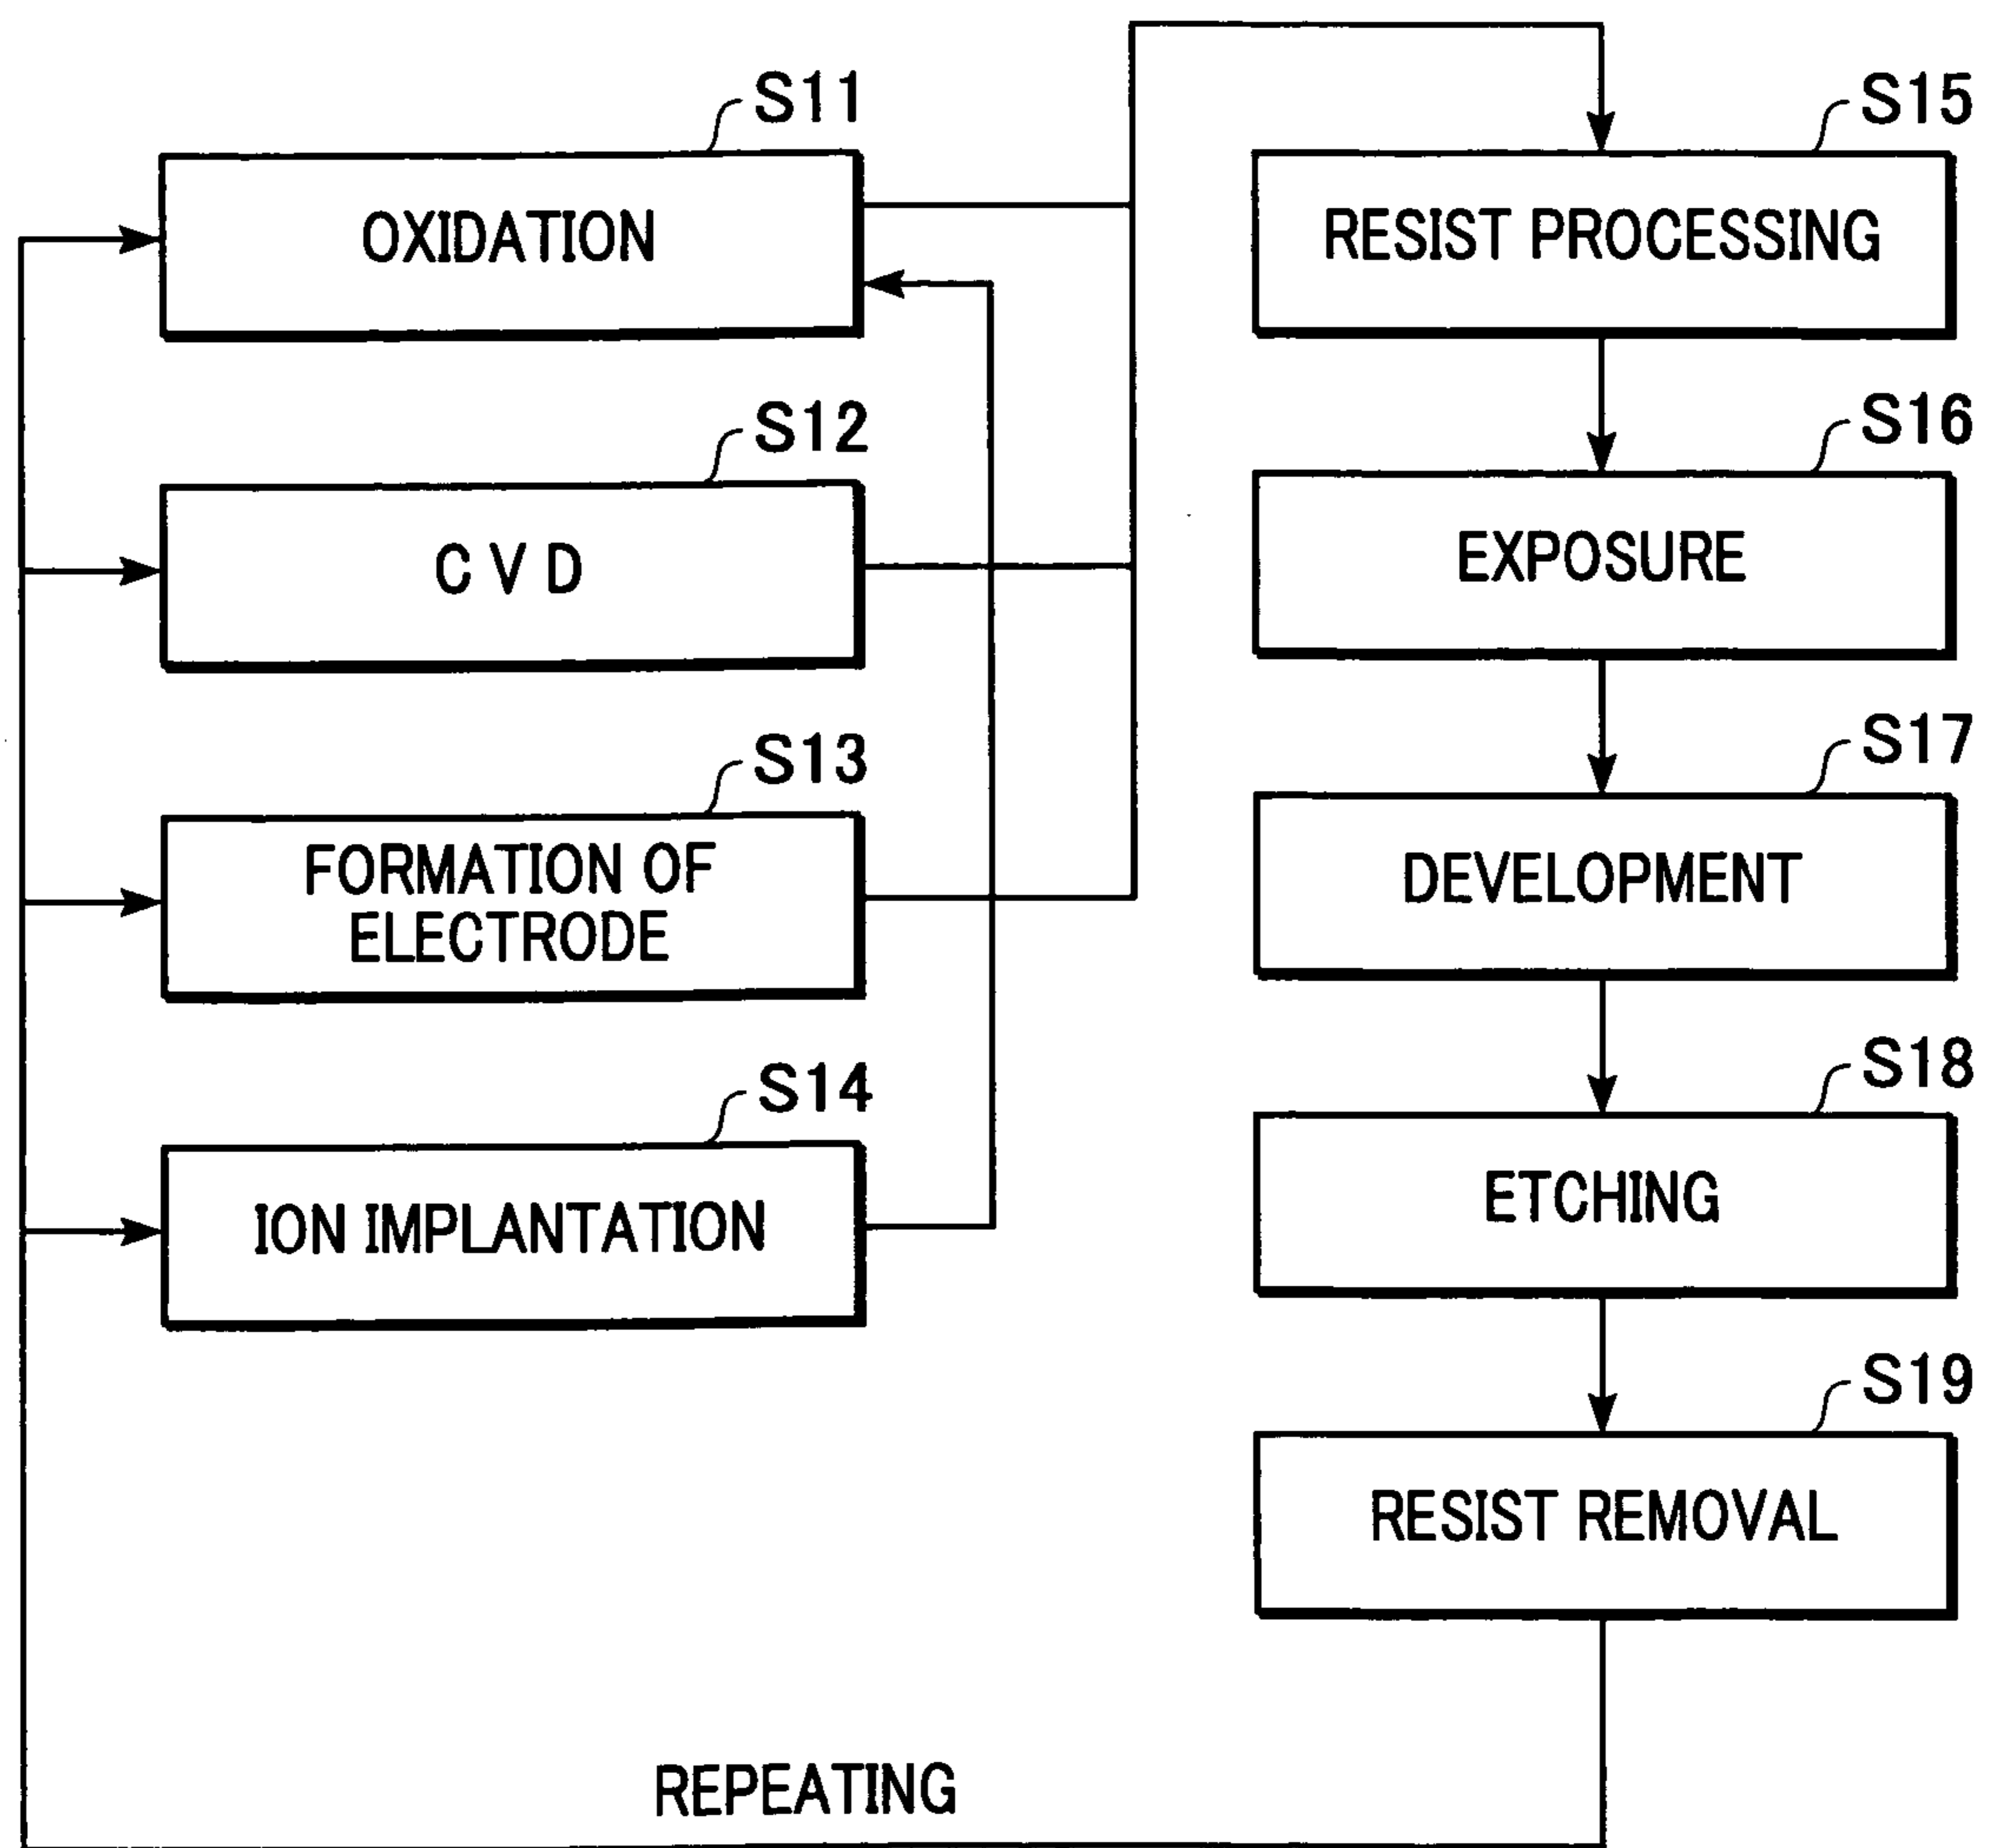 S11
OXIDATION
S12
C V D
S13
FORMATION OF
ELECTRODE
S14
ION IMPLANTATION
S15
RESIST PROCESSING
S16
EXPOSURE
S17
DEVELOPMENT
S18
ETCHING
S19
RESIST REMOVAL
REPEATING